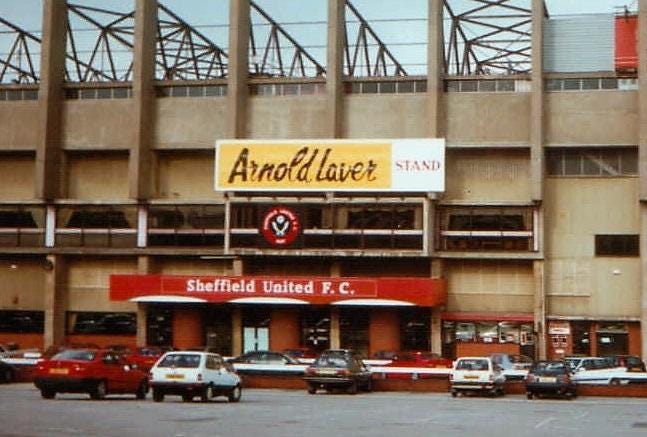 Arnold Laver STAND
Sheffield United F.C.